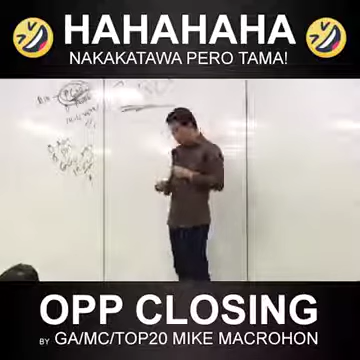 HAHAHAHA
NAKAKATAWA PERO TAMA!
OPP CLOSING
BY GA/MC/TOP20 MIKE MACROHON